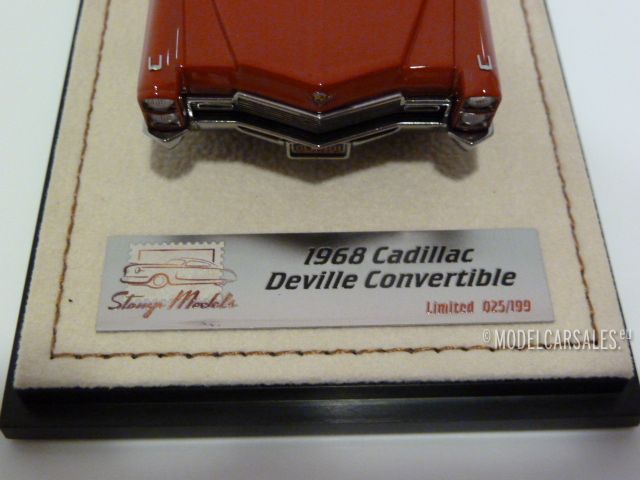 1968 Cadillac
Deville Convertible
Stamp Models
Limited 025/199
© MODELCARSALES.eu